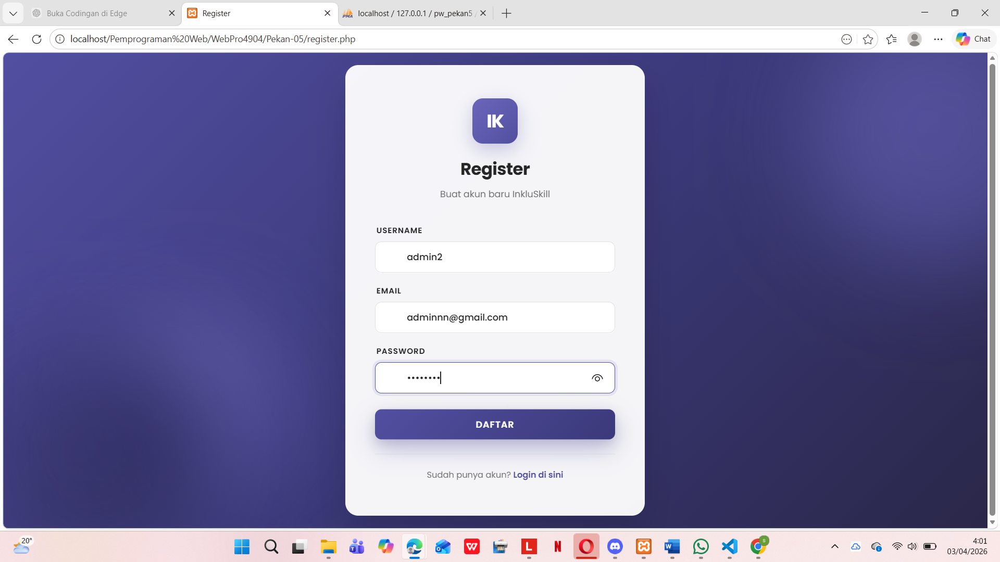 Buka Codingan di Edge
Register
localhost / 127.0.0.1 / pw_pekan5 /
localhost/Pemprograman%20Web/WebPro4904/Pekan-05/register.php
Chat
IK
Register
Buat akun baru InkluSkill
USERNAME
admin2
EMAIL
adminnn@gmail.com
PASSWORD
••••••••
DAFTAR
Sudah punya akun? Login di sini
20°
4:01
03/04/2026